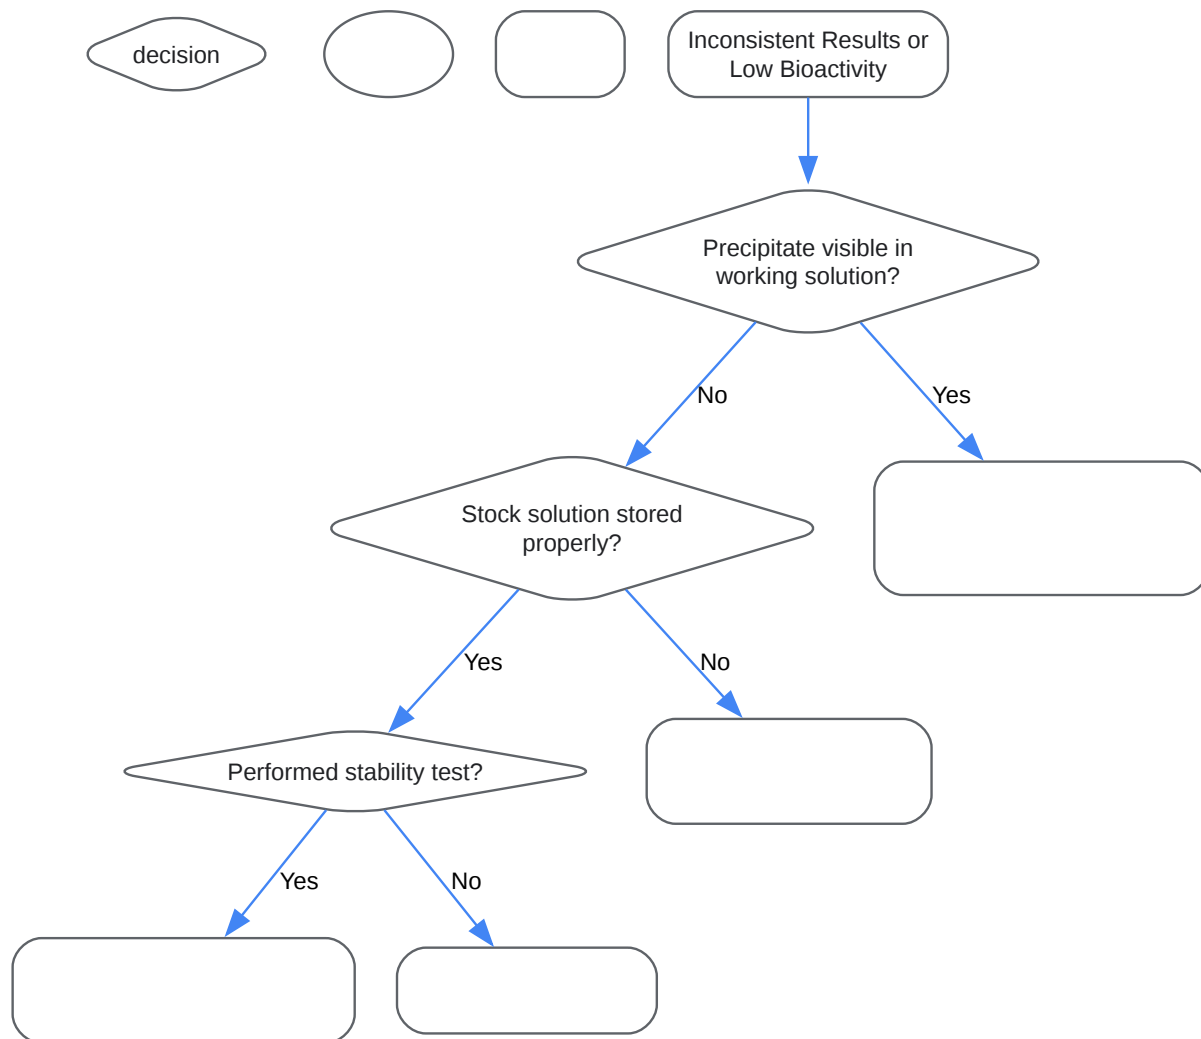 decision
Inconsistent Results or
Low Bioactivity
Precipitate visible in
working solution?
No
Yes
Stock solution stored
properly?
Yes
No
Performed stability test?
Yes
No